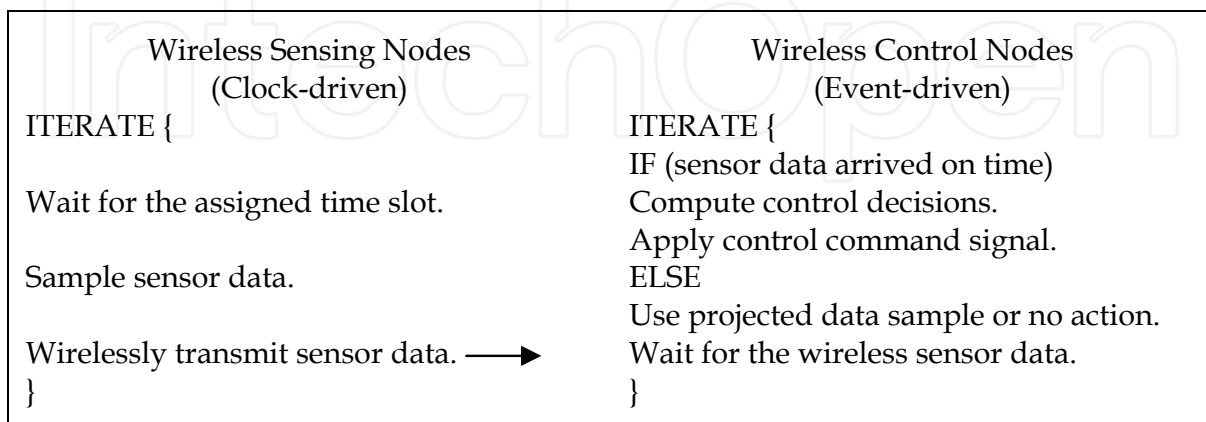 IntechOpen
Wireless Sensing Nodes
(Clock-driven)
ITERATE {
Wait for the assigned time slot.
Sample sensor data.
Wirelessly transmit sensor data.
}
Wireless Control Nodes
(Event-driven)
ITERATE {
IF (sensor data arrived on time)
Compute control decisions.
Apply control command signal.
ELSE
Use projected data sample or no action.
Wait for the wireless sensor data.
}